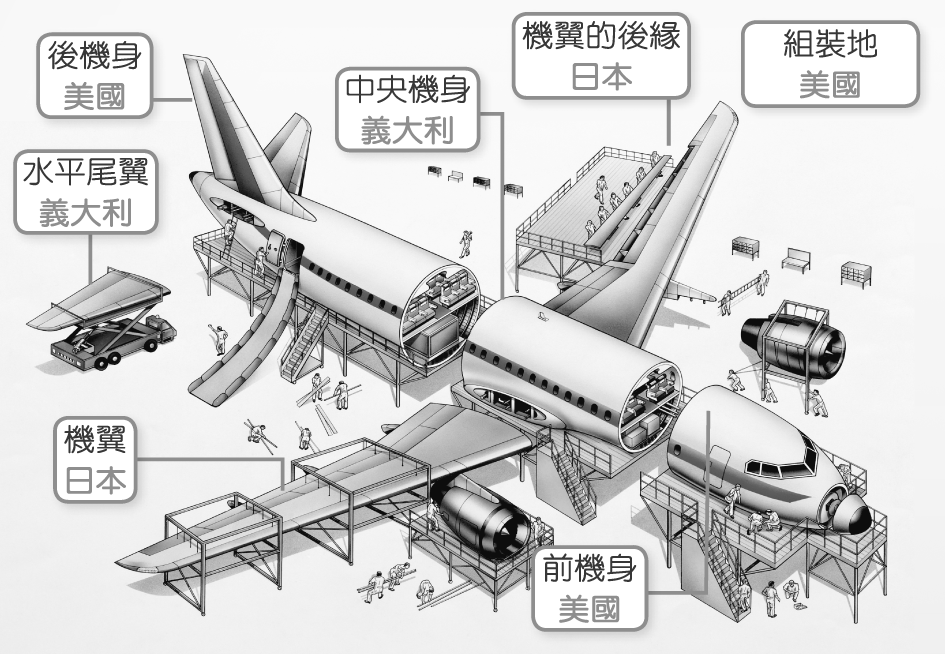 後機身
美國
中央機身
義大利
機翼的後緣
日本
組裝地
美國
水平尾翼
義大利
機翼
日本
前機身
美國